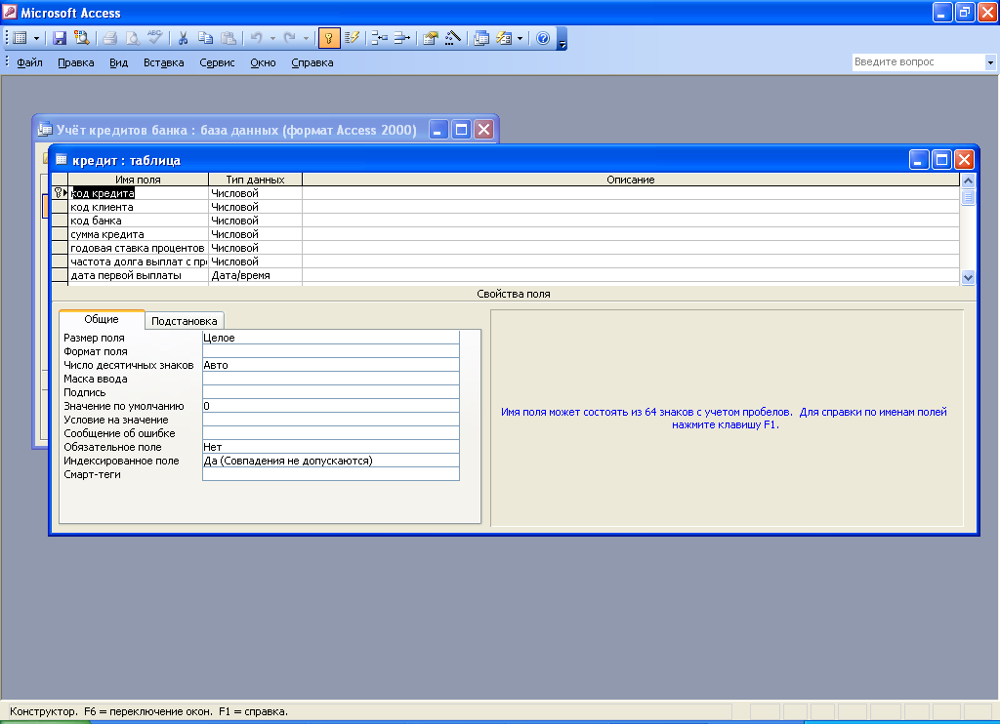 Microsoft Access
Файл Правка Вид Вставка Сервис Окно Справка
Введите вопрос
Учёт кредитов банка : база данных (формат Access 2000)
кредит : таблица
Имя поля Тип данных Описание
код кредита Числовой
код клиента Числовой
код банка Числовой
сумма кредита Числовой
годовая ставка процентов Числовой
частота долга выплат с пр Числовой
дата первой выплаты Дата/время
Свойства поля
Общие Подстановка
Размер поля Целое
Формат поля
Число десятичных знаков Авто
Маска ввода
Подпись
Значение по умолчанию 0
Условие на значение
Сообщение об ошибке
Обязательное поле Нет
Индексированное поле Да (Совпадения не допускаются)
Смарт-теги
Имя поля может состоять из 64 знаков с учетом пробелов. Для справки по именам полей
нажмите клавишу F1.
Конструктор. F6 = переключение окон. F1 = справка.